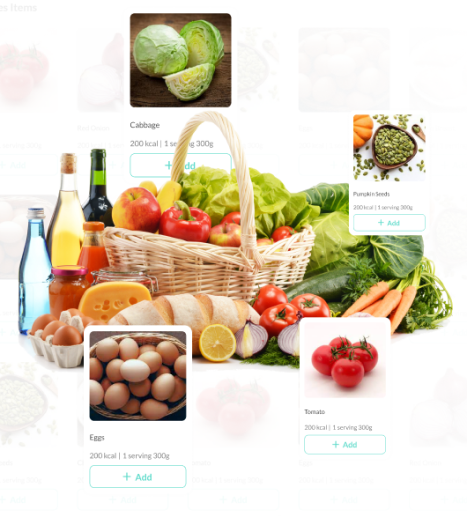 Cabbage
200 kcal | 1 serving 300g
+ Add
Pumpkin Seeds
200 kcal | 1 serving 300g
+ Add
Tomato
200 kcal | 1 serving 300g
+ Add
Eggs
200 kcal | 1 serving 300g
+ Add